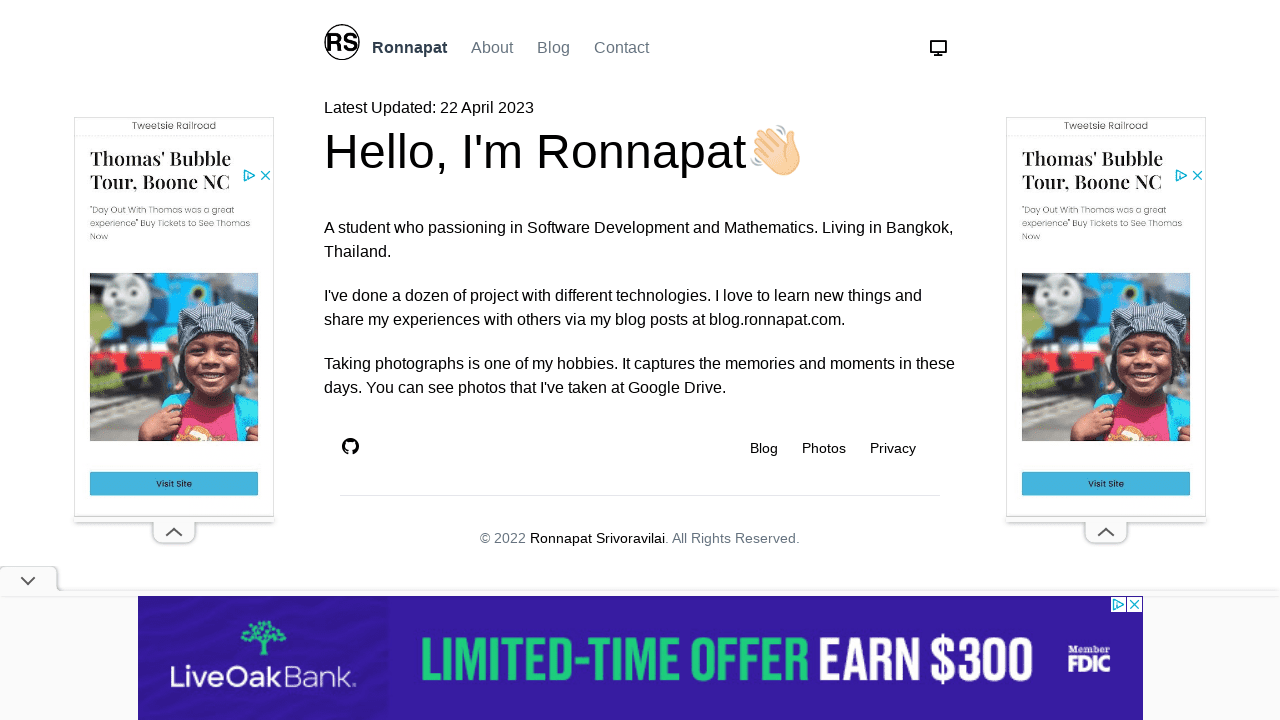 RS
Ronnapat About Blog Contact
Latest Updated: 22 April 2023
Hello, I'm Ronnapat👋🏻
A student who passioning in Software Development and Mathematics. Living in Bangkok,
Thailand.
I've done a dozen of project with different technologies. I love to learn new things and
share my experiences with others via my blog posts at blog.ronnapat.com.
Taking photographs is one of my hobbies. It captures the memories and moments in these
days. You can see photos that I've taken at Google Drive.
Blog Photos Privacy
© 2022 Ronnapat Srivoravilai. All Rights Reserved.
Tweetsie Railroad
Thomas' Bubble
Tour, Boone NC
"Day Out With Thomas was a great
experience" Buy Tickets to See Thomas
Now
Visit Site
Tweetsie Railroad
Thomas' Bubble
Tour, Boone NC
"Day Out With Thomas was a great
experience" Buy Tickets to See Thomas
Now
Visit Site
LiveOakBank.
LIMITED-TIME OFFER EARN $300
Member
FDIC